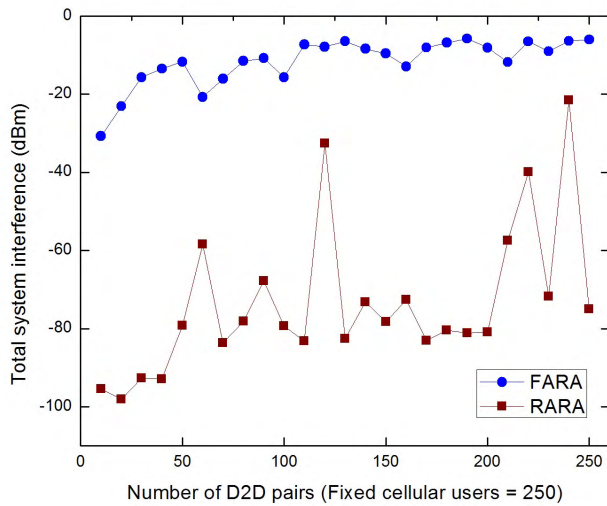 Total system interference (dBm)
0
-20
-40
-60
-80
-100
FARA
RARA
0 50 100 150 200 250
Number of D2D pairs (Fixed cellular users = 250)